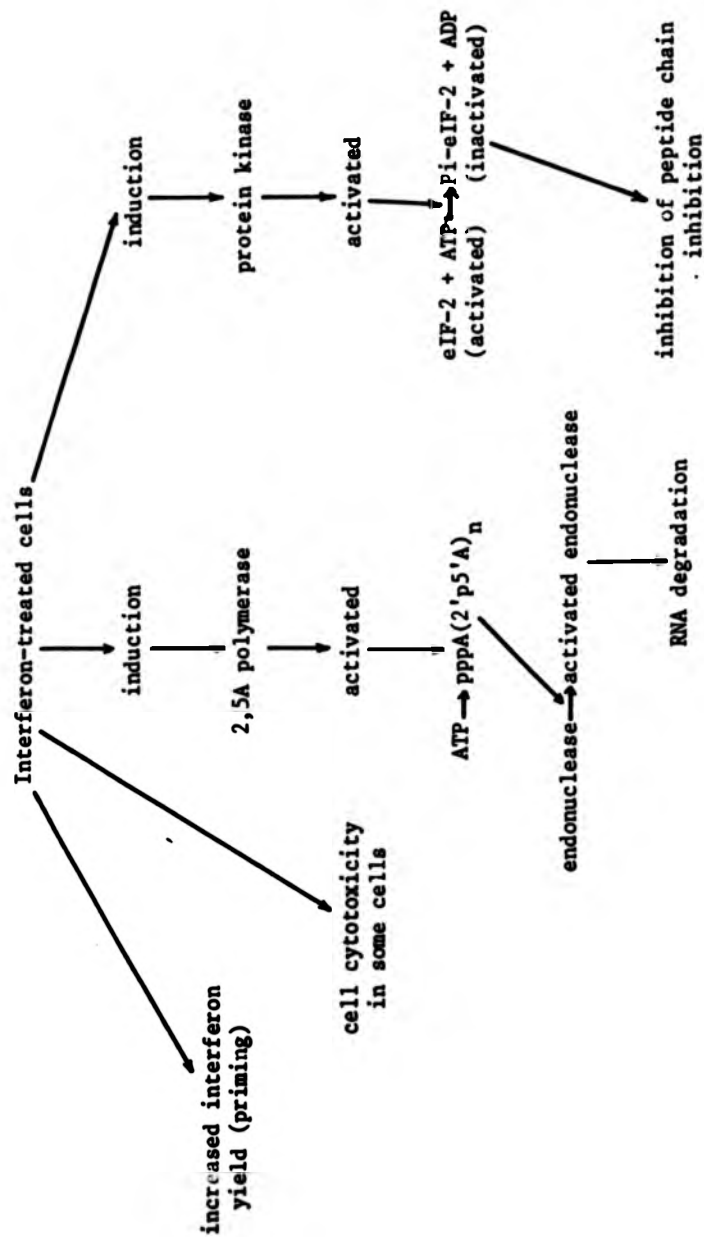 Interferon-treated cells
increased interferon
yield (priming)
cell cytotoxicity
in some cells
induction
2,5A polymerase
activated
ATP → pppA(2'p5'A)n
endonuclease → activated endonuclease
RNA degradation
induction
protein kinase
activated
eIF-2 + ATP → Pi-eIF-2 + ADP
(activated) (inactivated)
inhibition of peptide chain
inhibition